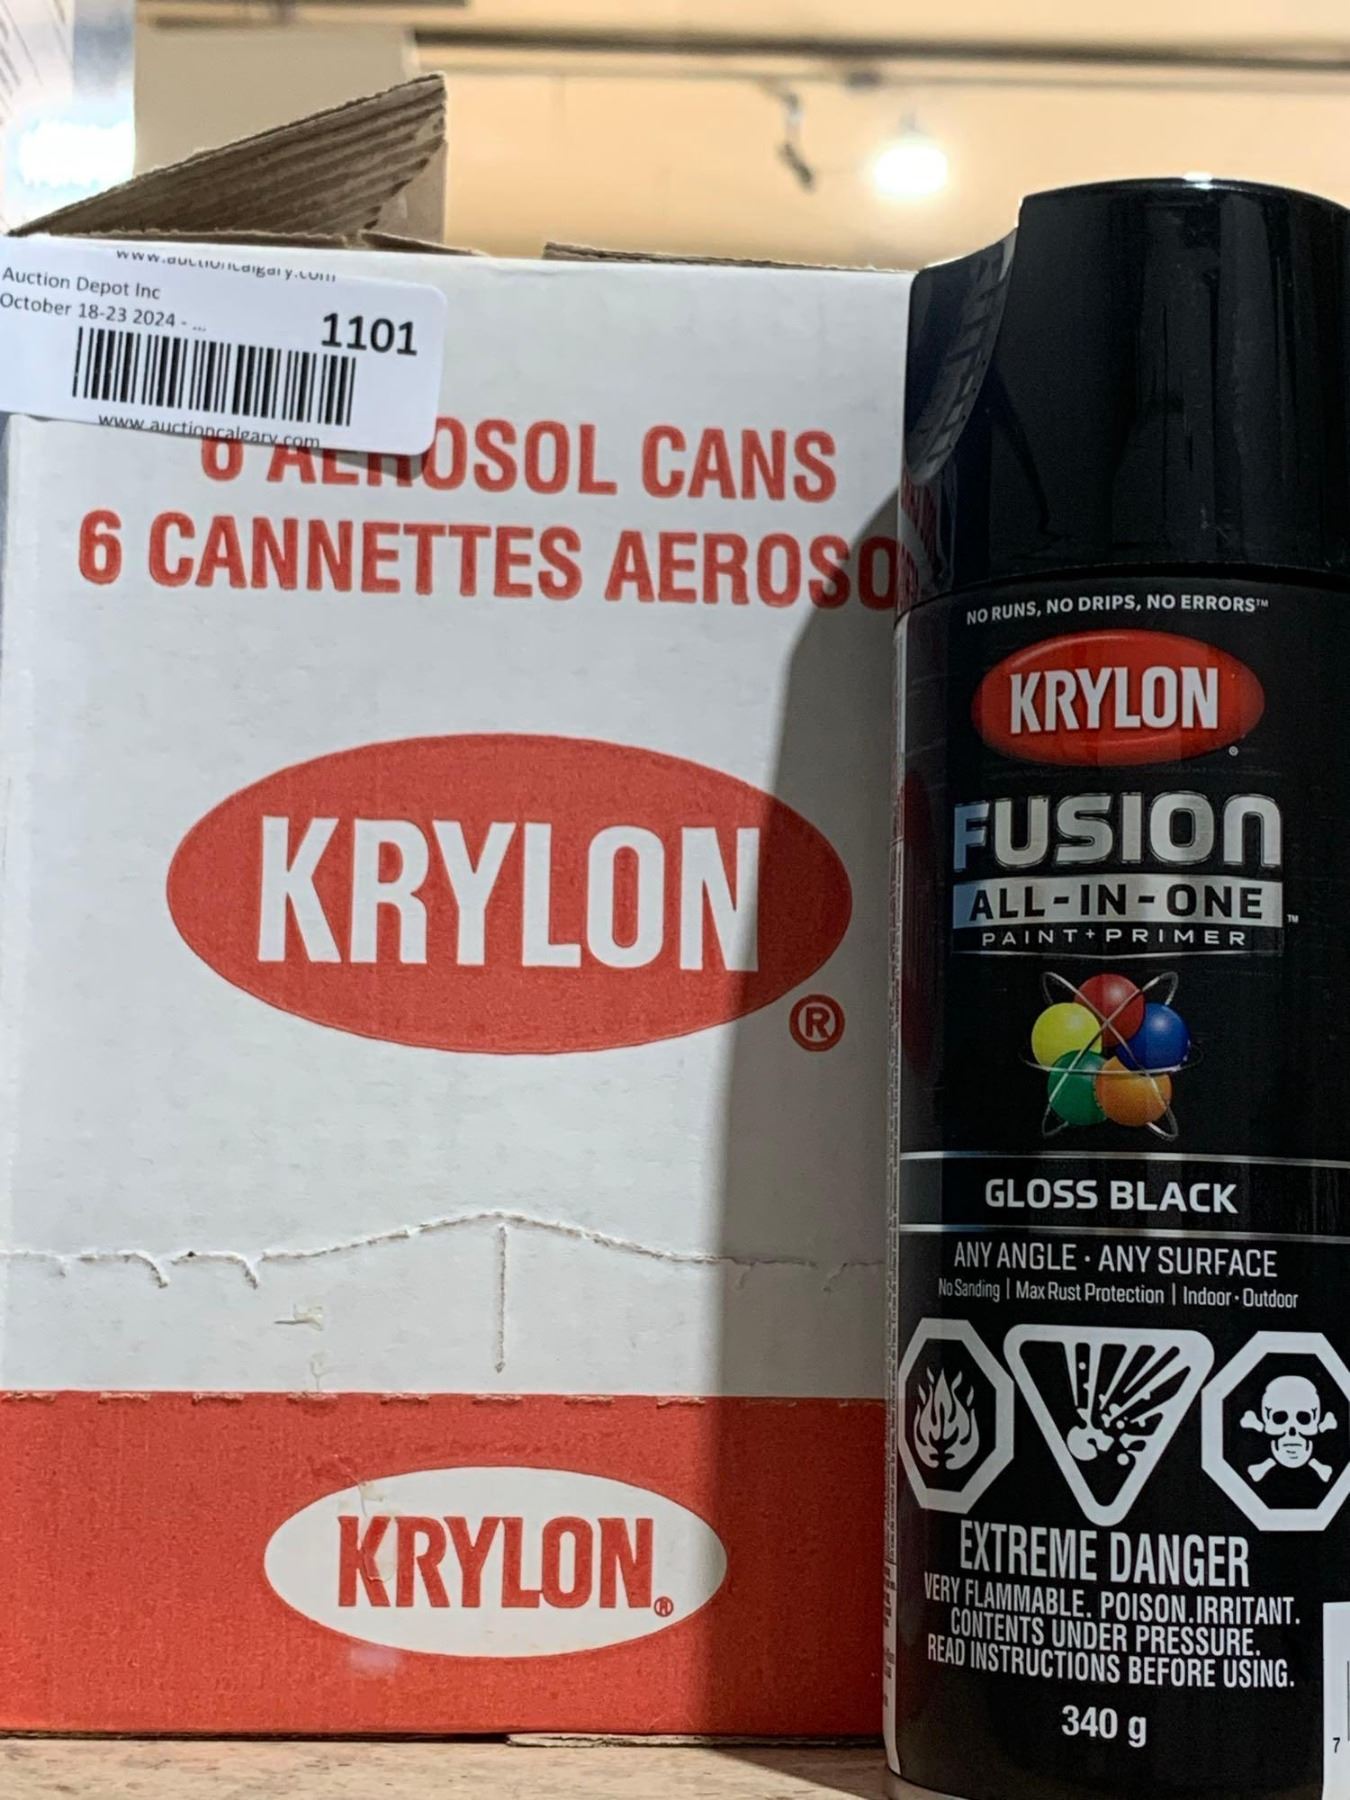 www.auctioncalgary.com
Auction Depot Inc
October 18-23 2024 - ...
1101
www.auctioncalgary.com
6 AEROSOL CANS
6 CANNETTES AEROSO
KRYLON
®
KRYLON®
NO RUNS, NO DRIPS, NO ERRORS™
KRYLON®
FUSION
ALL-IN-ONE™
PAINT+PRIMER
GLOSS BLACK
ANY ANGLE · ANY SURFACE
No Sanding | Max Rust Protection | Indoor · Outdoor
EXTREME DANGER
VERY FLAMMABLE. POISON.IRRITANT.
CONTENTS UNDER PRESSURE.
READ INSTRUCTIONS BEFORE USING.
340 g
7